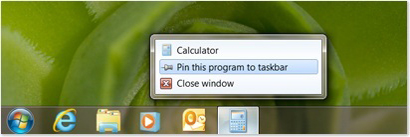 Calculator
Pin this program to taskbar
Close window